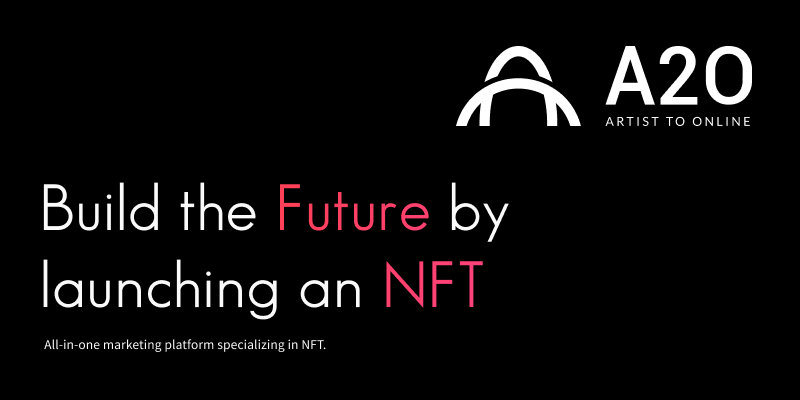 A2O
ARTIST TO ONLINE
Build the Future by
launching an NFT
All-in-one marketing platform specializing in NFT.